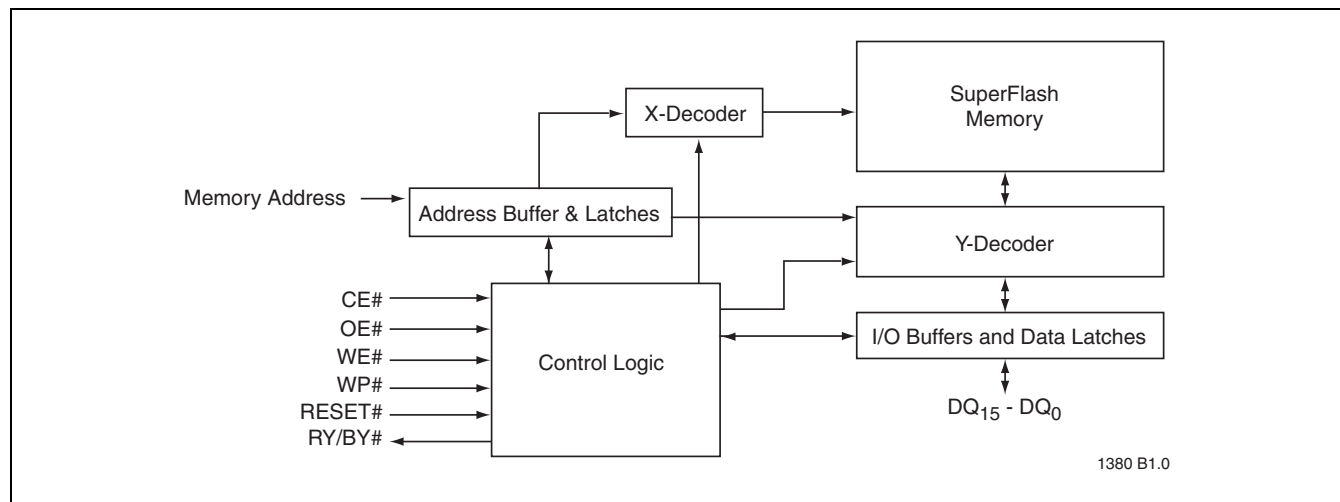 SuperFlash
Memory
X-Decoder
Memory Address
Address Buffer & Latches
Y-Decoder
CE#
OE#
WE#
WP#
RESET#
RY/BY#
Control Logic
I/O Buffers and Data Latches
DQ15 - DQ0
1380 B1.0